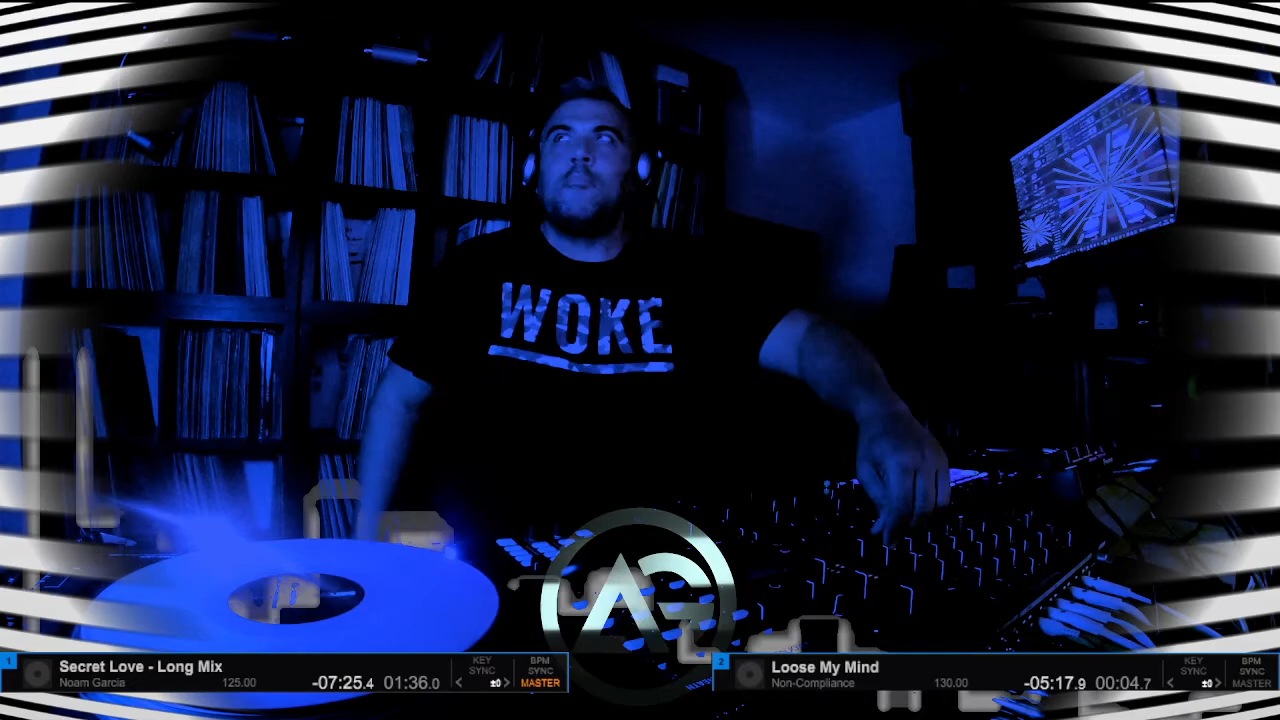 WOKE
AG
1
Secret Love - Long Mix
Noam Garcia
125.00
-07:25.4 01:36.0
KEY
SYNC
< ±0 >
BPM
SYNC
MASTER
2
Loose My Mind
Non-Compliance
130.00
-05:17.9 00:04.7
KEY
SYNC
< ±0 >
BPM
SYNC
MASTER